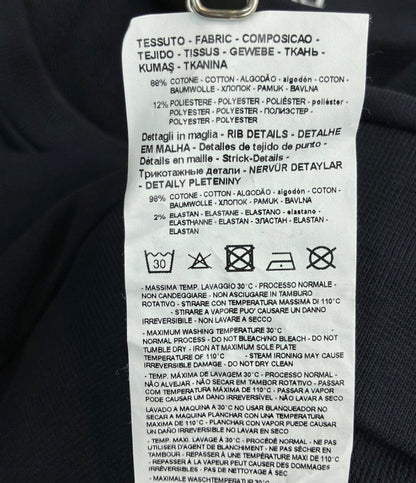 TESSUTO - FABRIC - COMPOSICAO -
TEJIDO - TISSUS - GEWEBE - ТКАНЬ -
KUMAŞ - TKANINA
88% COTONE - COTTON - ALGODÃO - algodón - COTON -
BAUMWOLLE - ХЛОПОК - PAMUK - BAVLNA
12% POLIESTERE - POLYESTER - POLIÉSTER - poliéster -
POLYESTER - POLYESTER - ПОЛИЭСТЕР -
POLYESTER - POLYESTER
Dettagli in maglia - RIB DETAILS - DETALHE
EM MALHA - Detalles de tejido de punto -
Détails en maille - Strick-Details -
Трикотажные детали - NERVÜR DETAYLAR
- DETAILY PLETENINY
98% COTONE - COTTON - ALGODÃO - algodón - COTON -
BAUMWOLLE - ХЛОПОК - PAMUK - BAVLNA
2% ELASTAN - ELASTANE - ELASTANO - elastano -
ELASTHANNE - ELASTAN - ЭЛАСТАН - ELASTAN -
ELASTAN
30
- MASSIMA TEMP. LAVAGGIO 30°C - PROCESSO NORMALE -
NON CANDEGGIARE - NON ASCIUGARE IN TAMBURO
ROTATIVO - STIRARE CON TEMPERATURA MASSIMA DI 110°C
- STIRARE A VAPORE PUO' CAUSARE UN DANNO
IRREVERSIBILE - NON LAVARE A SECCO
- MAXIMUM WASHING TEMPERATURE 30°C
NORMAL PROCESS - DO NOT BLEACHNO BLEACH - DO NOT
TUMBLE DRY - IRON AT MAXIMUM SOLE PLATE
TEMPERATURE OF 110°C - STEAM IRONING MAY CAUSE
IRREVERSIBLE DAMAGE - DO NOT DRY CLEAN
- TEMP. MÁXIMA DE LAVAGEM 30°C - PROCESSO NORMAL -
NÃO ALVEJAR - NÃO SECAR EM TAMBOR ROTATIVO - PASSAR
COM TEMPERATURA MÁXIMA DE 110°C - PASSAR A VAPOR
PODE CAUSAR UM DANO IRREVERSÍVEL - NÃO LAVAR A SECO
LAVADO A MAQUINA A 30°C NO USAR BLANQUEADOR NO
SECAR A MAQUINA PLANCHAR CON UNA TEMPERATURA
MAXIMA DE 110°C - PLANCHAR CON VAPOR PUEDE CAUSAR
UN DAÑO IRREVERSIBLE NO LAVAR A SECO
- TEMP. MAXI. LAVAGE À 30°C - PROCÉDÉ NORMAL - NE PAS
UTILISER D'AGENT DE BLANCHIMENT - NE PAS SÉCHER EN
TAMBOUR - REPASSER À UNE TEMPÉRATURE MAXI DE 110°C
- REPASSER À LA VAPEUR PEUT CAUSER DES DOMMAGES
IRRÉVERSIBLES - PAS DE NETTOYAGE À SEC
- MAXIMALE WASCHTEMPERATUR 30°C